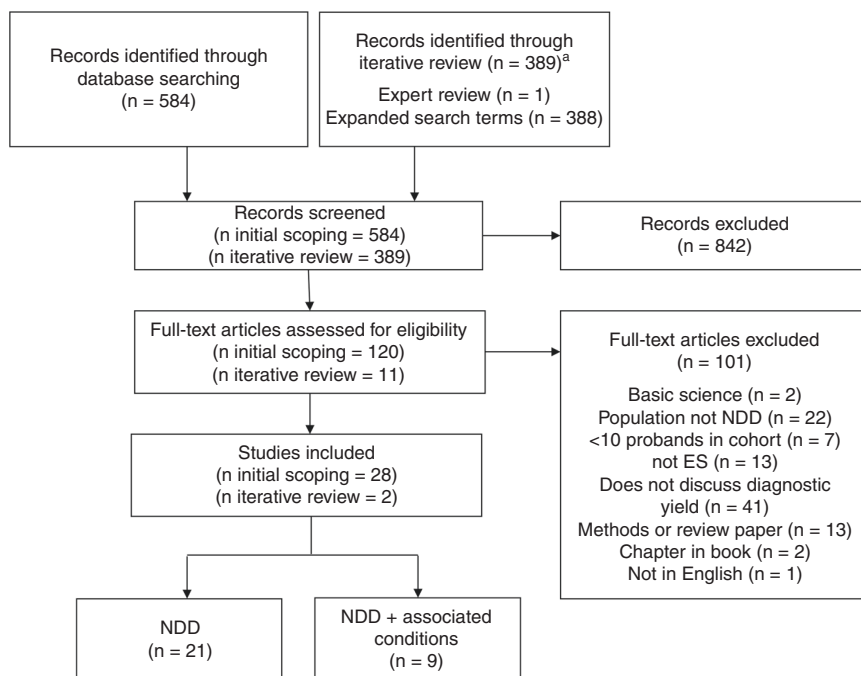 Records identified through
database searching
(n = 584)
Records identified through
iterative review (n = 389)a
Expert review (n = 1)
Expanded search terms (n = 388)
Records screened
(n initial scoping = 584)
(n iterative review = 389)
Records excluded
(n = 842)
Full-text articles assessed for eligibility
(n initial scoping = 120)
(n iterative review = 11)
Full-text articles excluded
(n = 101)
Basic science (n = 2)
Population not NDD (n = 22)
<10 probands in cohort (n = 7)
not ES (n = 13)
Does not discuss diagnostic
yield (n = 41)
Methods or review paper (n = 13)
Chapter in book (n = 2)
Not in English (n = 1)
Studies included
(n initial scoping = 28)
(n iterative review = 2)
NDD
(n = 21)
NDD + associated
conditions
(n = 9)